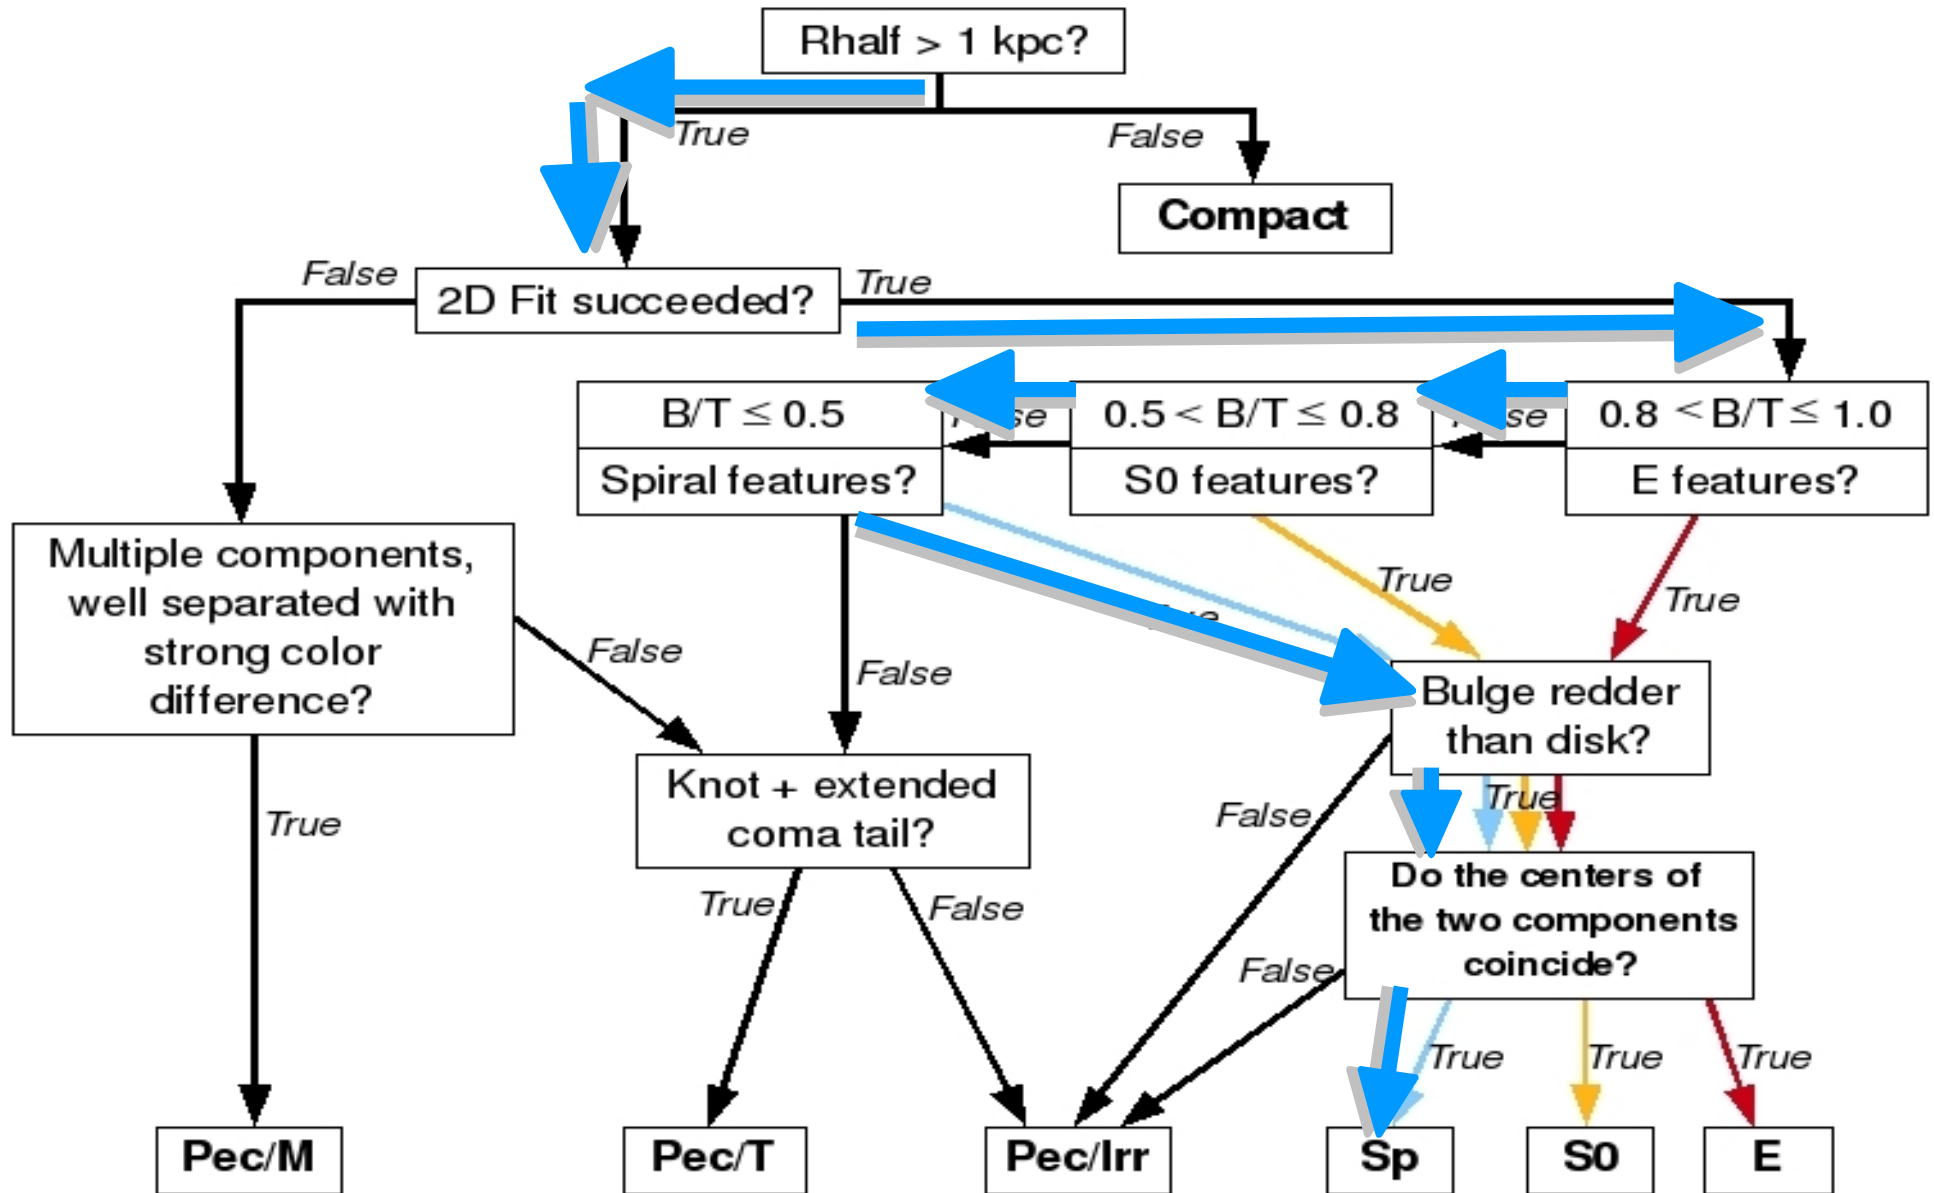 Rhalf > 1 kpc?
True
False
Compact
False
2D Fit succeeded?
True
B/T ≤ 0.5
0.5 < B/T ≤ 0.8
0.8 < B/T ≤ 1.0
Spiral features?
S0 features?
E features?
Multiple components,
well separated with
strong color
difference?
False
False
True
True
Bulge redder
than disk?
Knot + extended
coma tail?
True
False
True
Do the centers of
the two components
coincide?
True
False
False
True
True
True
Pec/M
Pec/T
Pec/Irr
Sp
S0
E